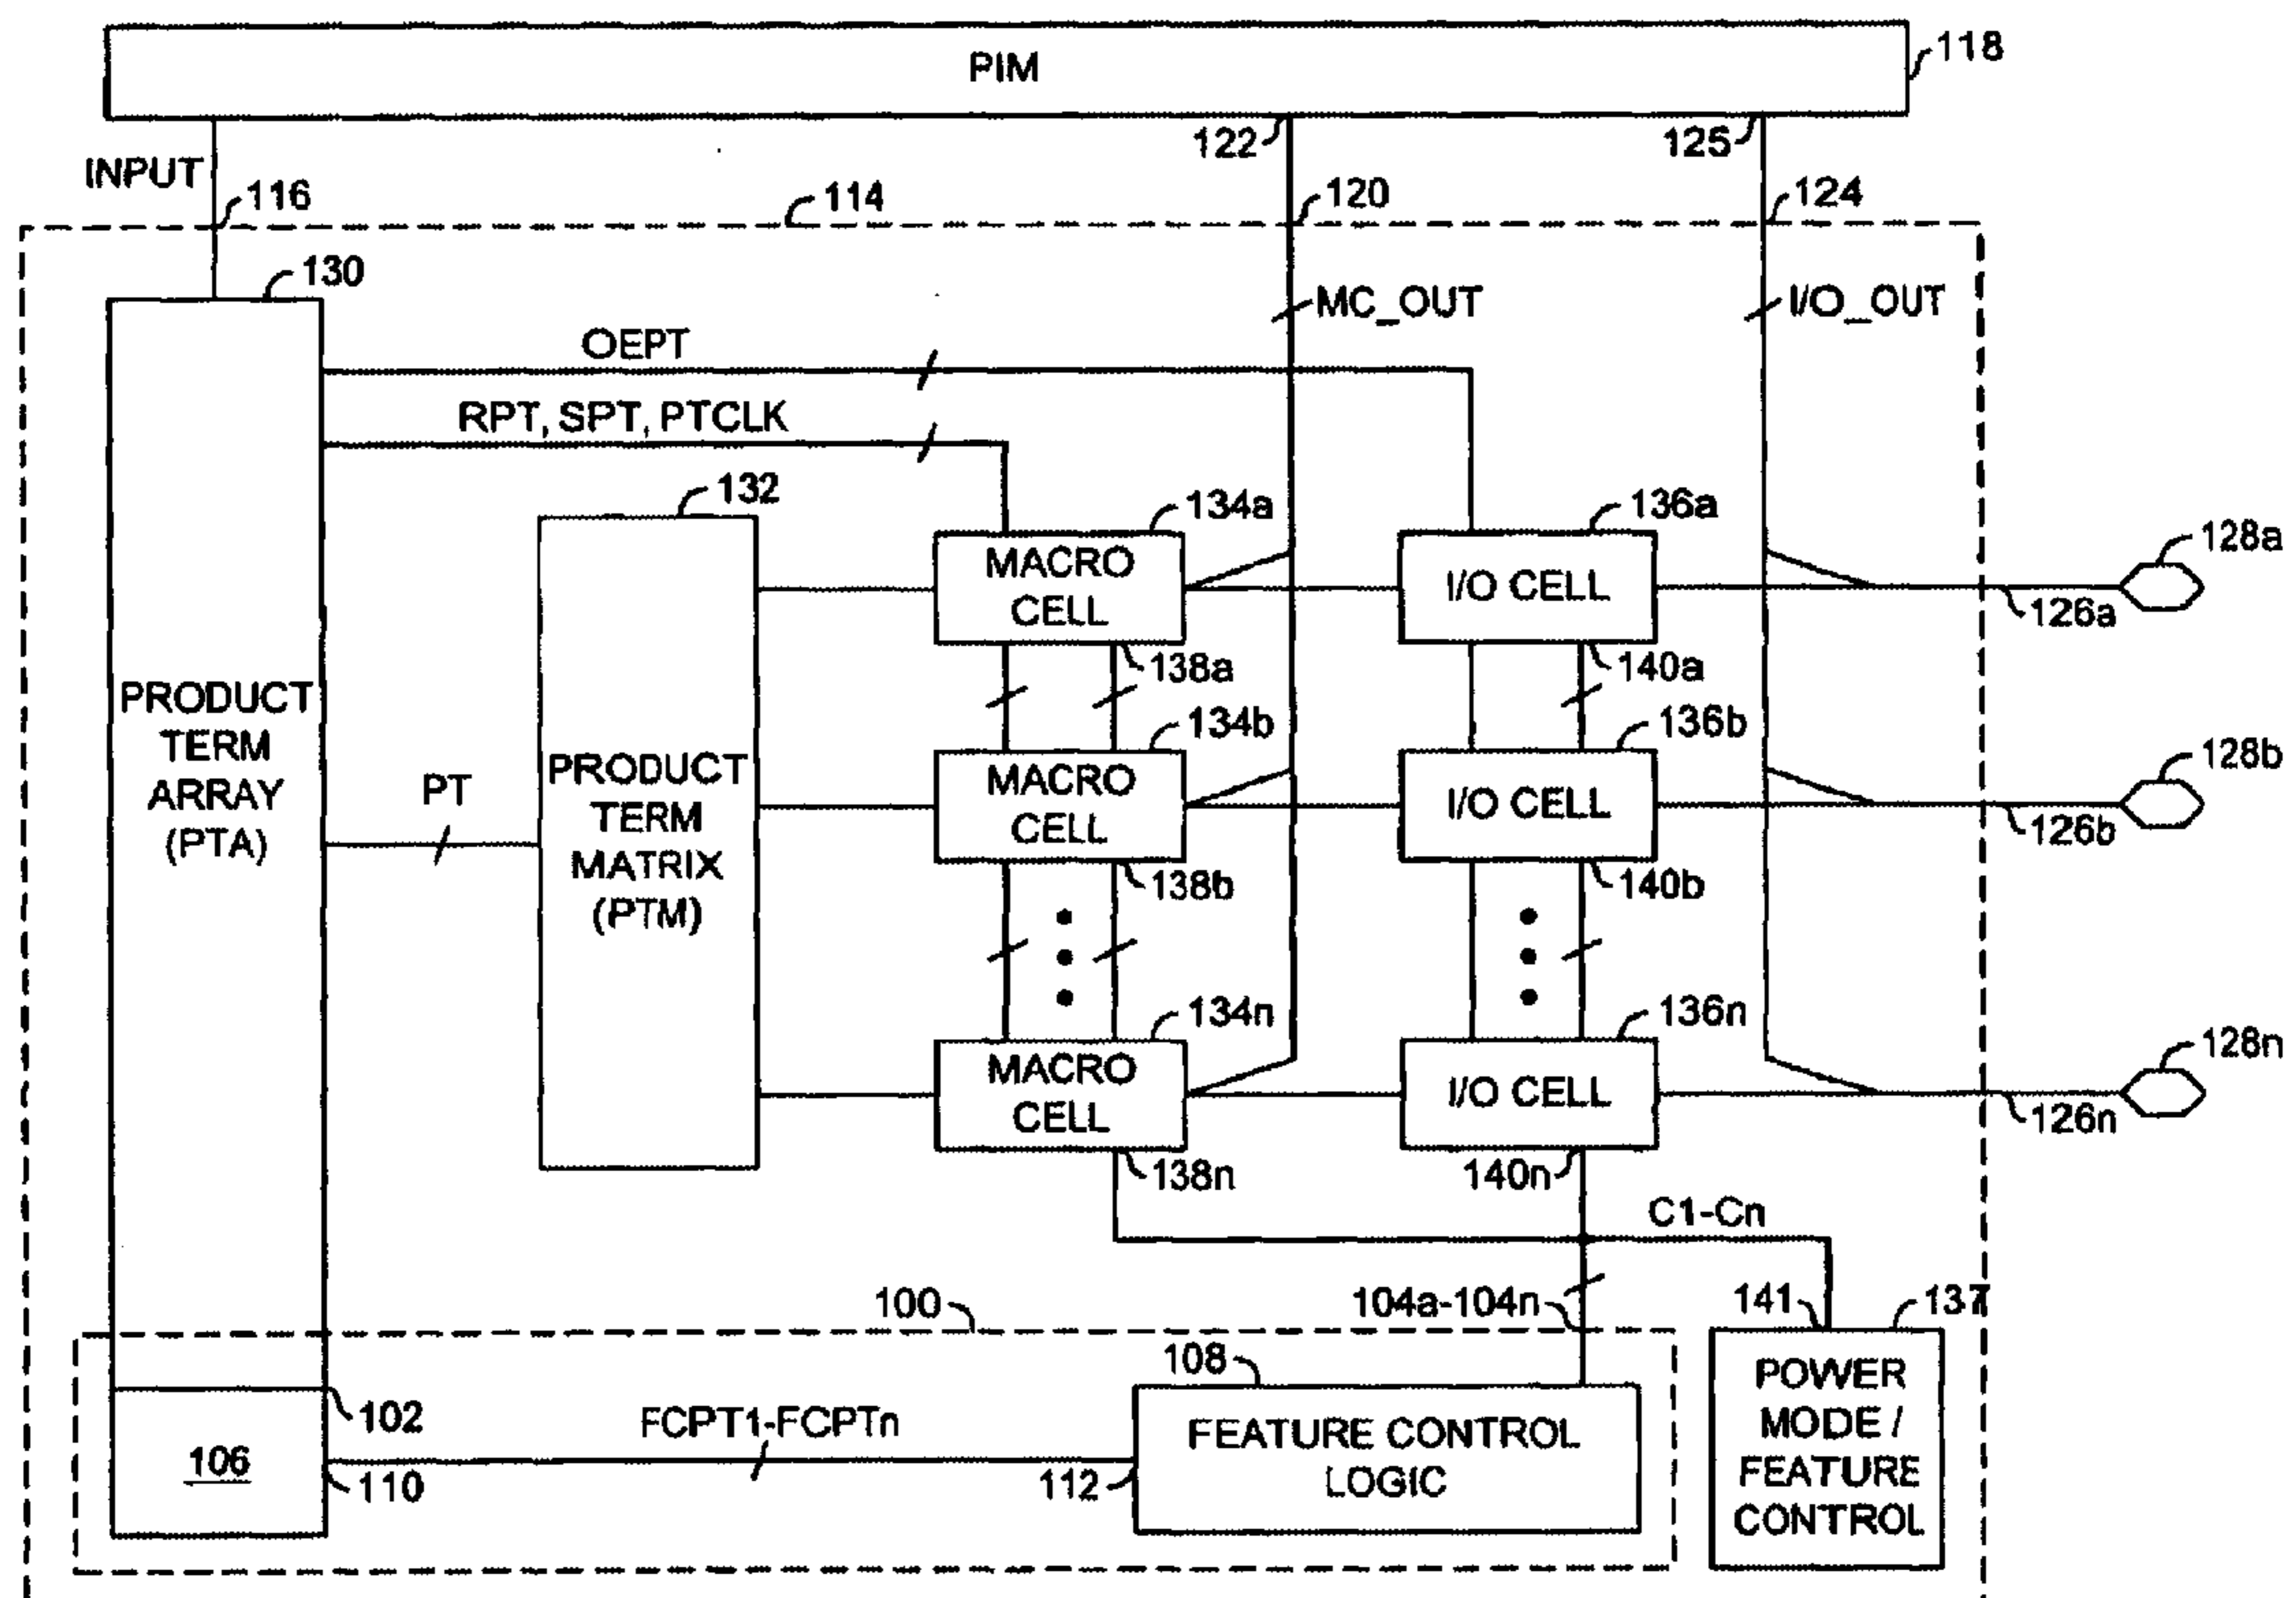 PIM
118
122
125
INPUT
116
114
120
124
130
MC_OUT
I/O_OUT
OEPT
RPT, SPT, PTCLK
132
134a
136a
128a
MACRO
CELL
I/O CELL
126a
138a
140a
PRODUCT
TERM
ARRAY
(PTA)
PT
PRODUCT
TERM
MATRIX
(PTM)
134b
136b
128b
MACRO
CELL
I/O CELL
126b
138b
140b
134n
136n
128n
MACRO
CELL
I/O CELL
126n
138n
140n
C1-Cn
100
104a-104n
141
137
108
102
106
110
FCPT1-FCPTn
112
FEATURE CONTROL
LOGIC
POWER
MODE /
FEATURE
CONTROL